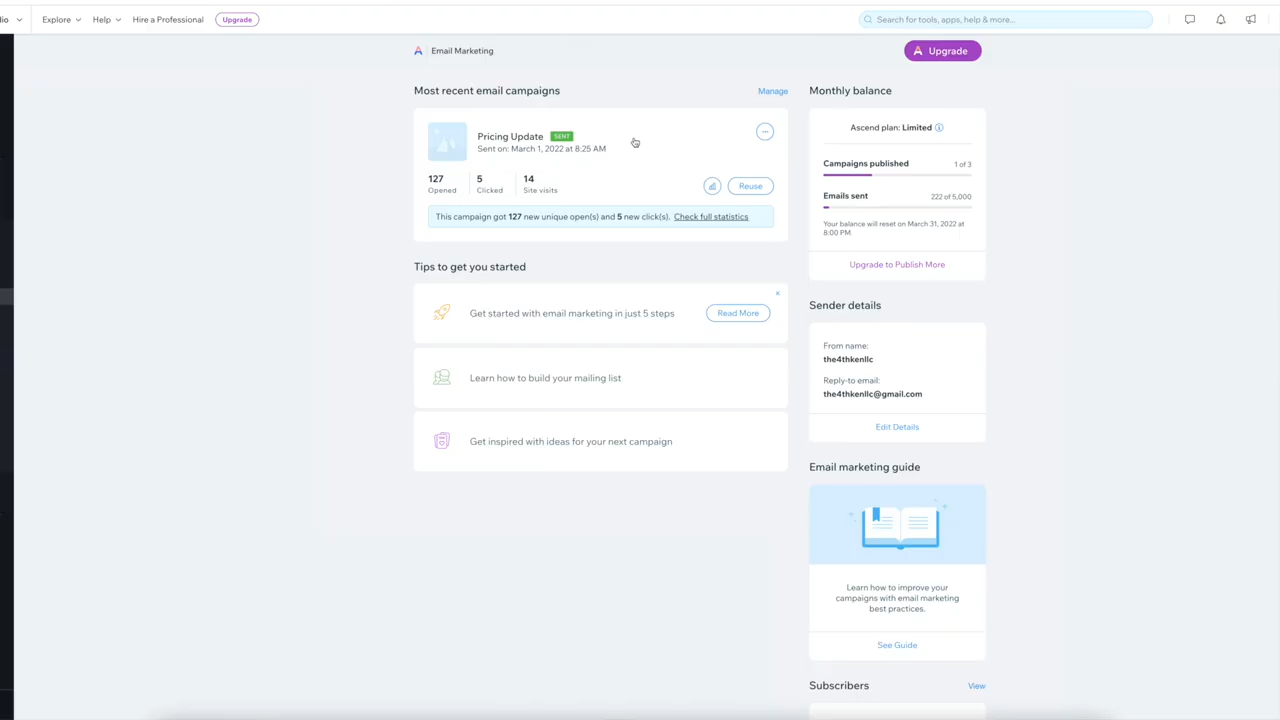 dio
Explore
Help
Hire a Professional
Upgrade
Search for tools, apps, help & more...
Email Marketing
Upgrade
Most recent email campaigns
Manage
Pricing Update
SENT
Sent on: March 1, 2022 at 8:25 AM
127
5
14
Opened
Clicked
Site visits
Reuse
This campaign got 127 new unique open(s) and 5 new click(s). Check full statistics
Tips to get you started
Get started with email marketing in just 5 steps
Read More
Learn how to build your mailing list
Get inspired with ideas for your next campaign
Monthly balance
Ascend plan: Limited
Campaigns published
1 of 3
Emails sent
222 of 5,000
Your balance will reset on March 31, 2022 at
8:00 PM.
Upgrade to Publish More
Sender details
From name:
the4thkenllc
Reply-to email:
the4thkenllc@gmail.com
Edit Details
Email marketing guide
Learn how to improve your
campaigns with email marketing
best practices.
See Guide
Subscribers
View